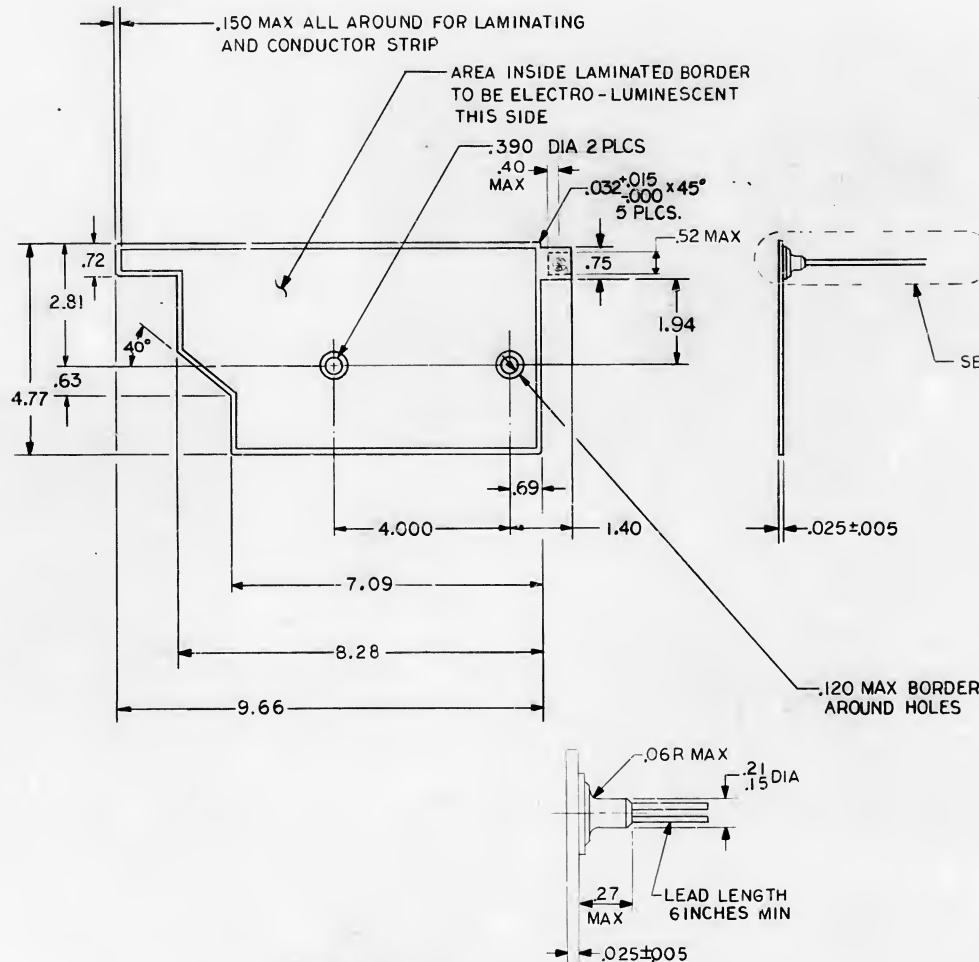 .150 MAX ALL AROUND FOR LAMINATING
AND CONDUCTOR STRIP
AREA INSIDE LAMINATED BORDER
TO BE ELECTRO-LUMINESCENT
THIS SIDE
.390 DIA 2 PLCS
.40
MAX
.032 +.015 -.000 x 45°
5 PLCS.
.52 MAX
.72
.75
2.81
1.94
40°
.63
4.77
SE
.69
4.000
1.40
.025±.005
7.09
8.28
.120 MAX BORDER
AROUND HOLES
9.66
.06R MAX
.21
.15 DIA
.27
MAX
LEAD LENGTH
6 INCHES MIN
.025±.005